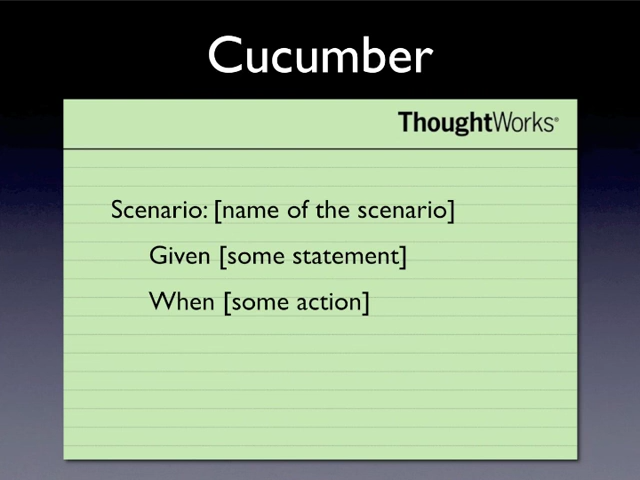 Cucumber
ThoughtWorks®
Scenario: [name of the scenario]
Given [some statement]
When [some action]